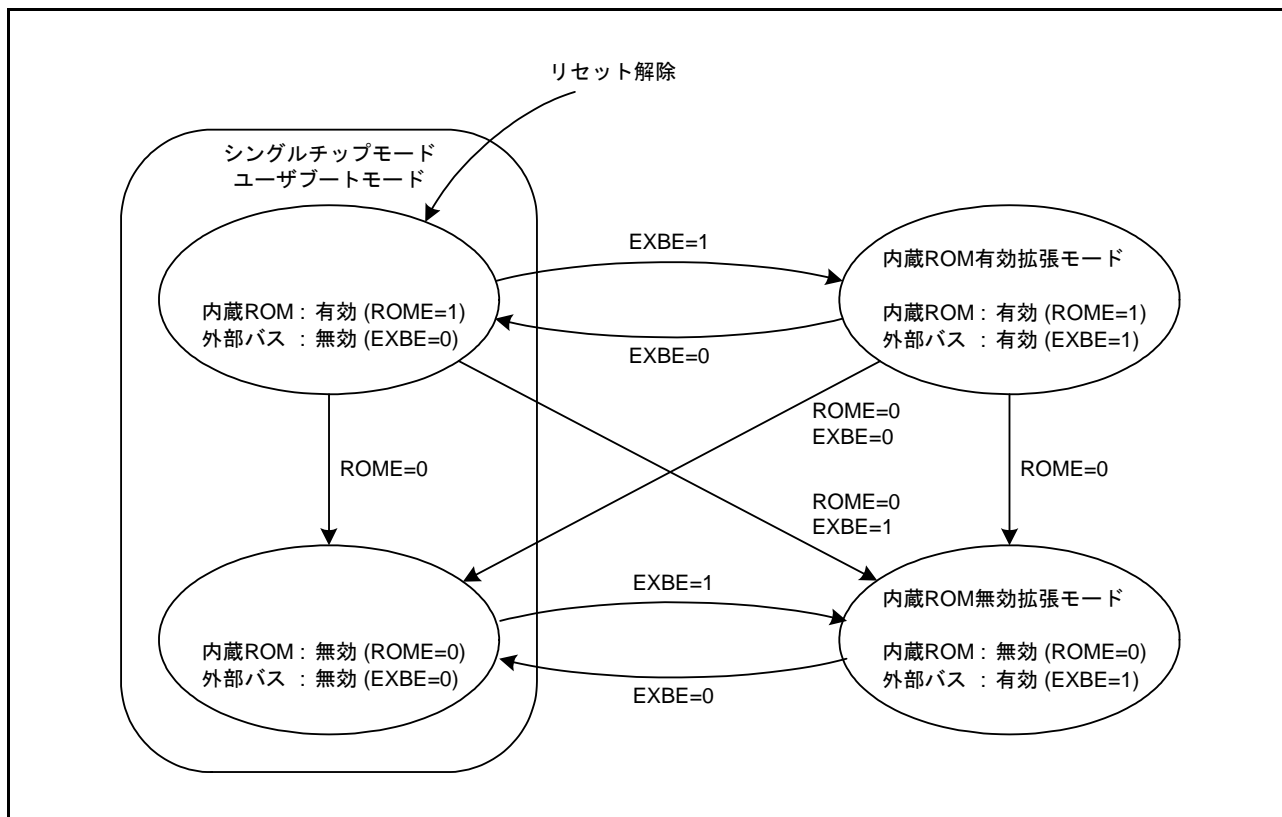 リセット解除
シングルチップモード
ユーザブートモード
内蔵ROM : 有効 (ROME=1)
外部バス : 無効 (EXBE=0)
EXBE=1
EXBE=0
内蔵ROM有効拡張モード
内蔵ROM : 有効 (ROME=1)
外部バス : 有効 (EXBE=1)
ROME=0
ROME=0
EXBE=0
ROME=0
EXBE=1
ROME=0
内蔵ROM : 無効 (ROME=0)
外部バス : 無効 (EXBE=0)
EXBE=1
EXBE=0
内蔵ROM無効拡張モード
内蔵ROM : 無効 (ROME=0)
外部バス : 有効 (EXBE=1)